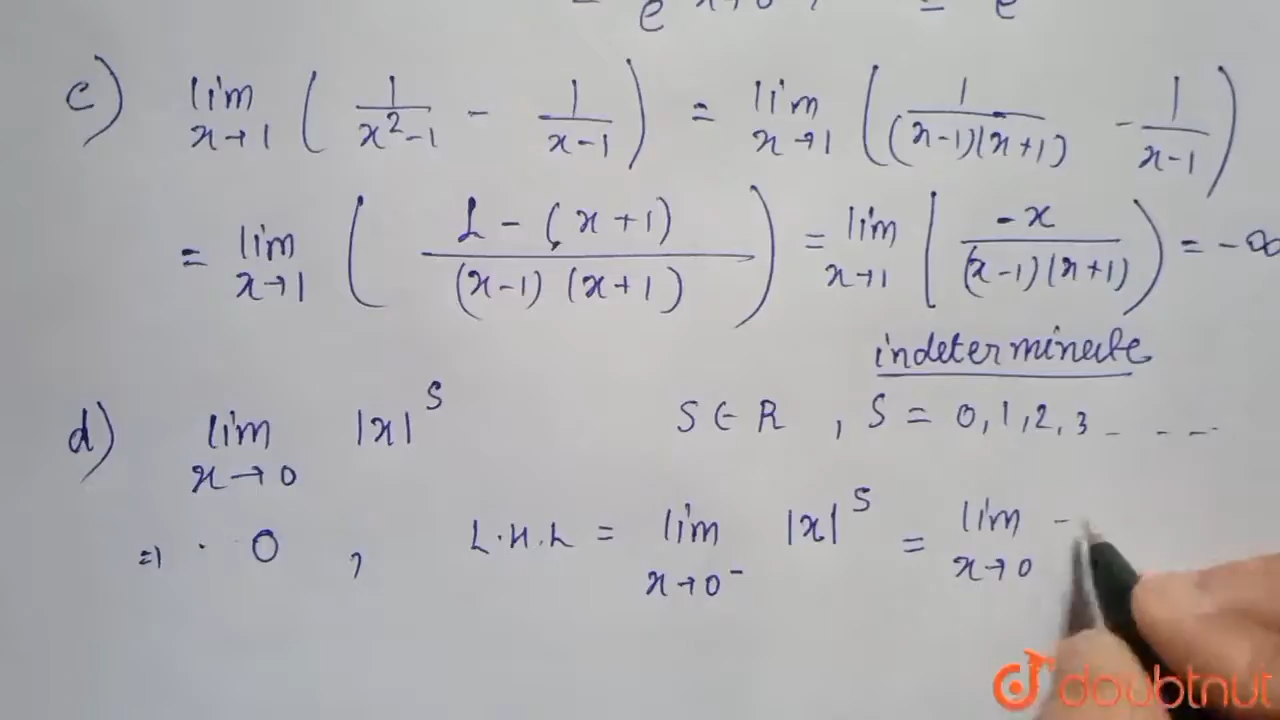 = e x→0 = e
c) lim x→1 ( 1/x²-1 - 1/x-1 ) = lim x→1 ( 1/(x-1)(x+1) - 1/x-1 )
= lim x→1 ( 1-(x+1)/(x-1)(x+1) ) = lim x→1 ( -x/(x-1)(x+1) ) = -∞
indeterminate
d) lim x→0 |x|^S S∈R , S = 0,1,2,3 - - -
⇒ · 0 , L.H.L = lim x→0⁻ |x|^S = lim x→0 -
doubtnut